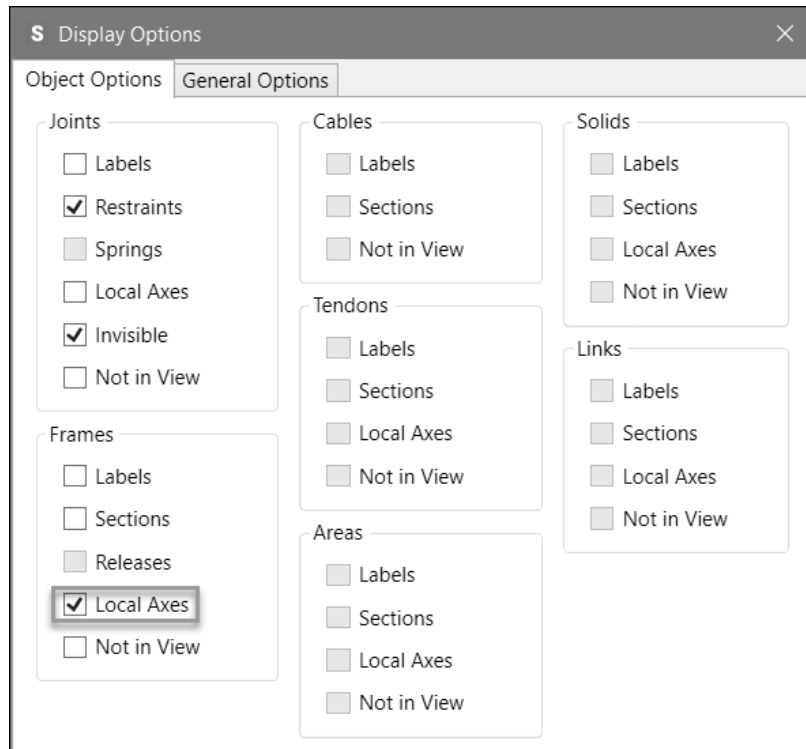 S Display Options
Object Options General Options
Joints
Labels
Restraints
Springs
Local Axes
Invisible
Not in View
Frames
Labels
Sections
Releases
Local Axes
Not in View
Cables
Labels
Sections
Not in View
Tendons
Labels
Sections
Local Axes
Not in View
Areas
Labels
Sections
Local Axes
Not in View
Solids
Labels
Sections
Local Axes
Not in View
Links
Labels
Sections
Local Axes
Not in View